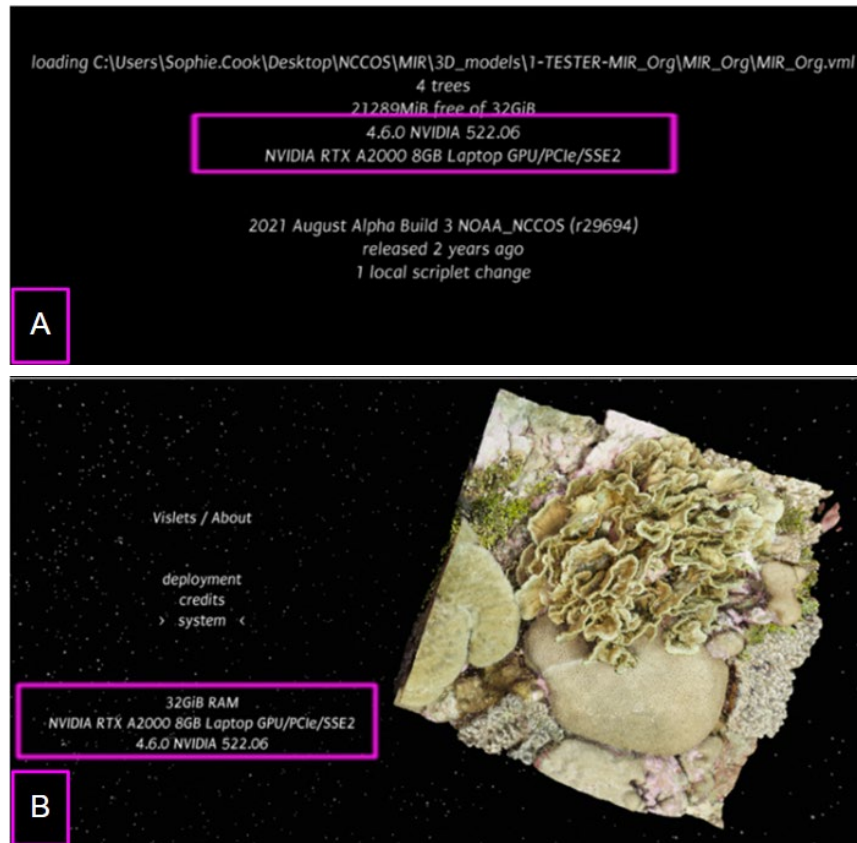 loading C:\Users\Sophie.Cook\Desktop\NCCOS\MIR\3D_models\1-TESTER-MIR_Org\MIR_Org\MIR_Org.vml
4 trees
21289MiB free of 32GiB
4.6.0 NVIDIA 522.06
NVIDIA RTX A2000 8GB Laptop GPU/PCIe/SSE2
2021 August Alpha Build 3 NOAA_NCCOS (r29694)
released 2 years ago
1 local scriplet change
A
Vislets / About
deployment
credits
› system ‹
32GiB RAM
NVIDIA RTX A2000 8GB Laptop GPU/PCIe/SSE2
4.6.0 NVIDIA 522.06
B